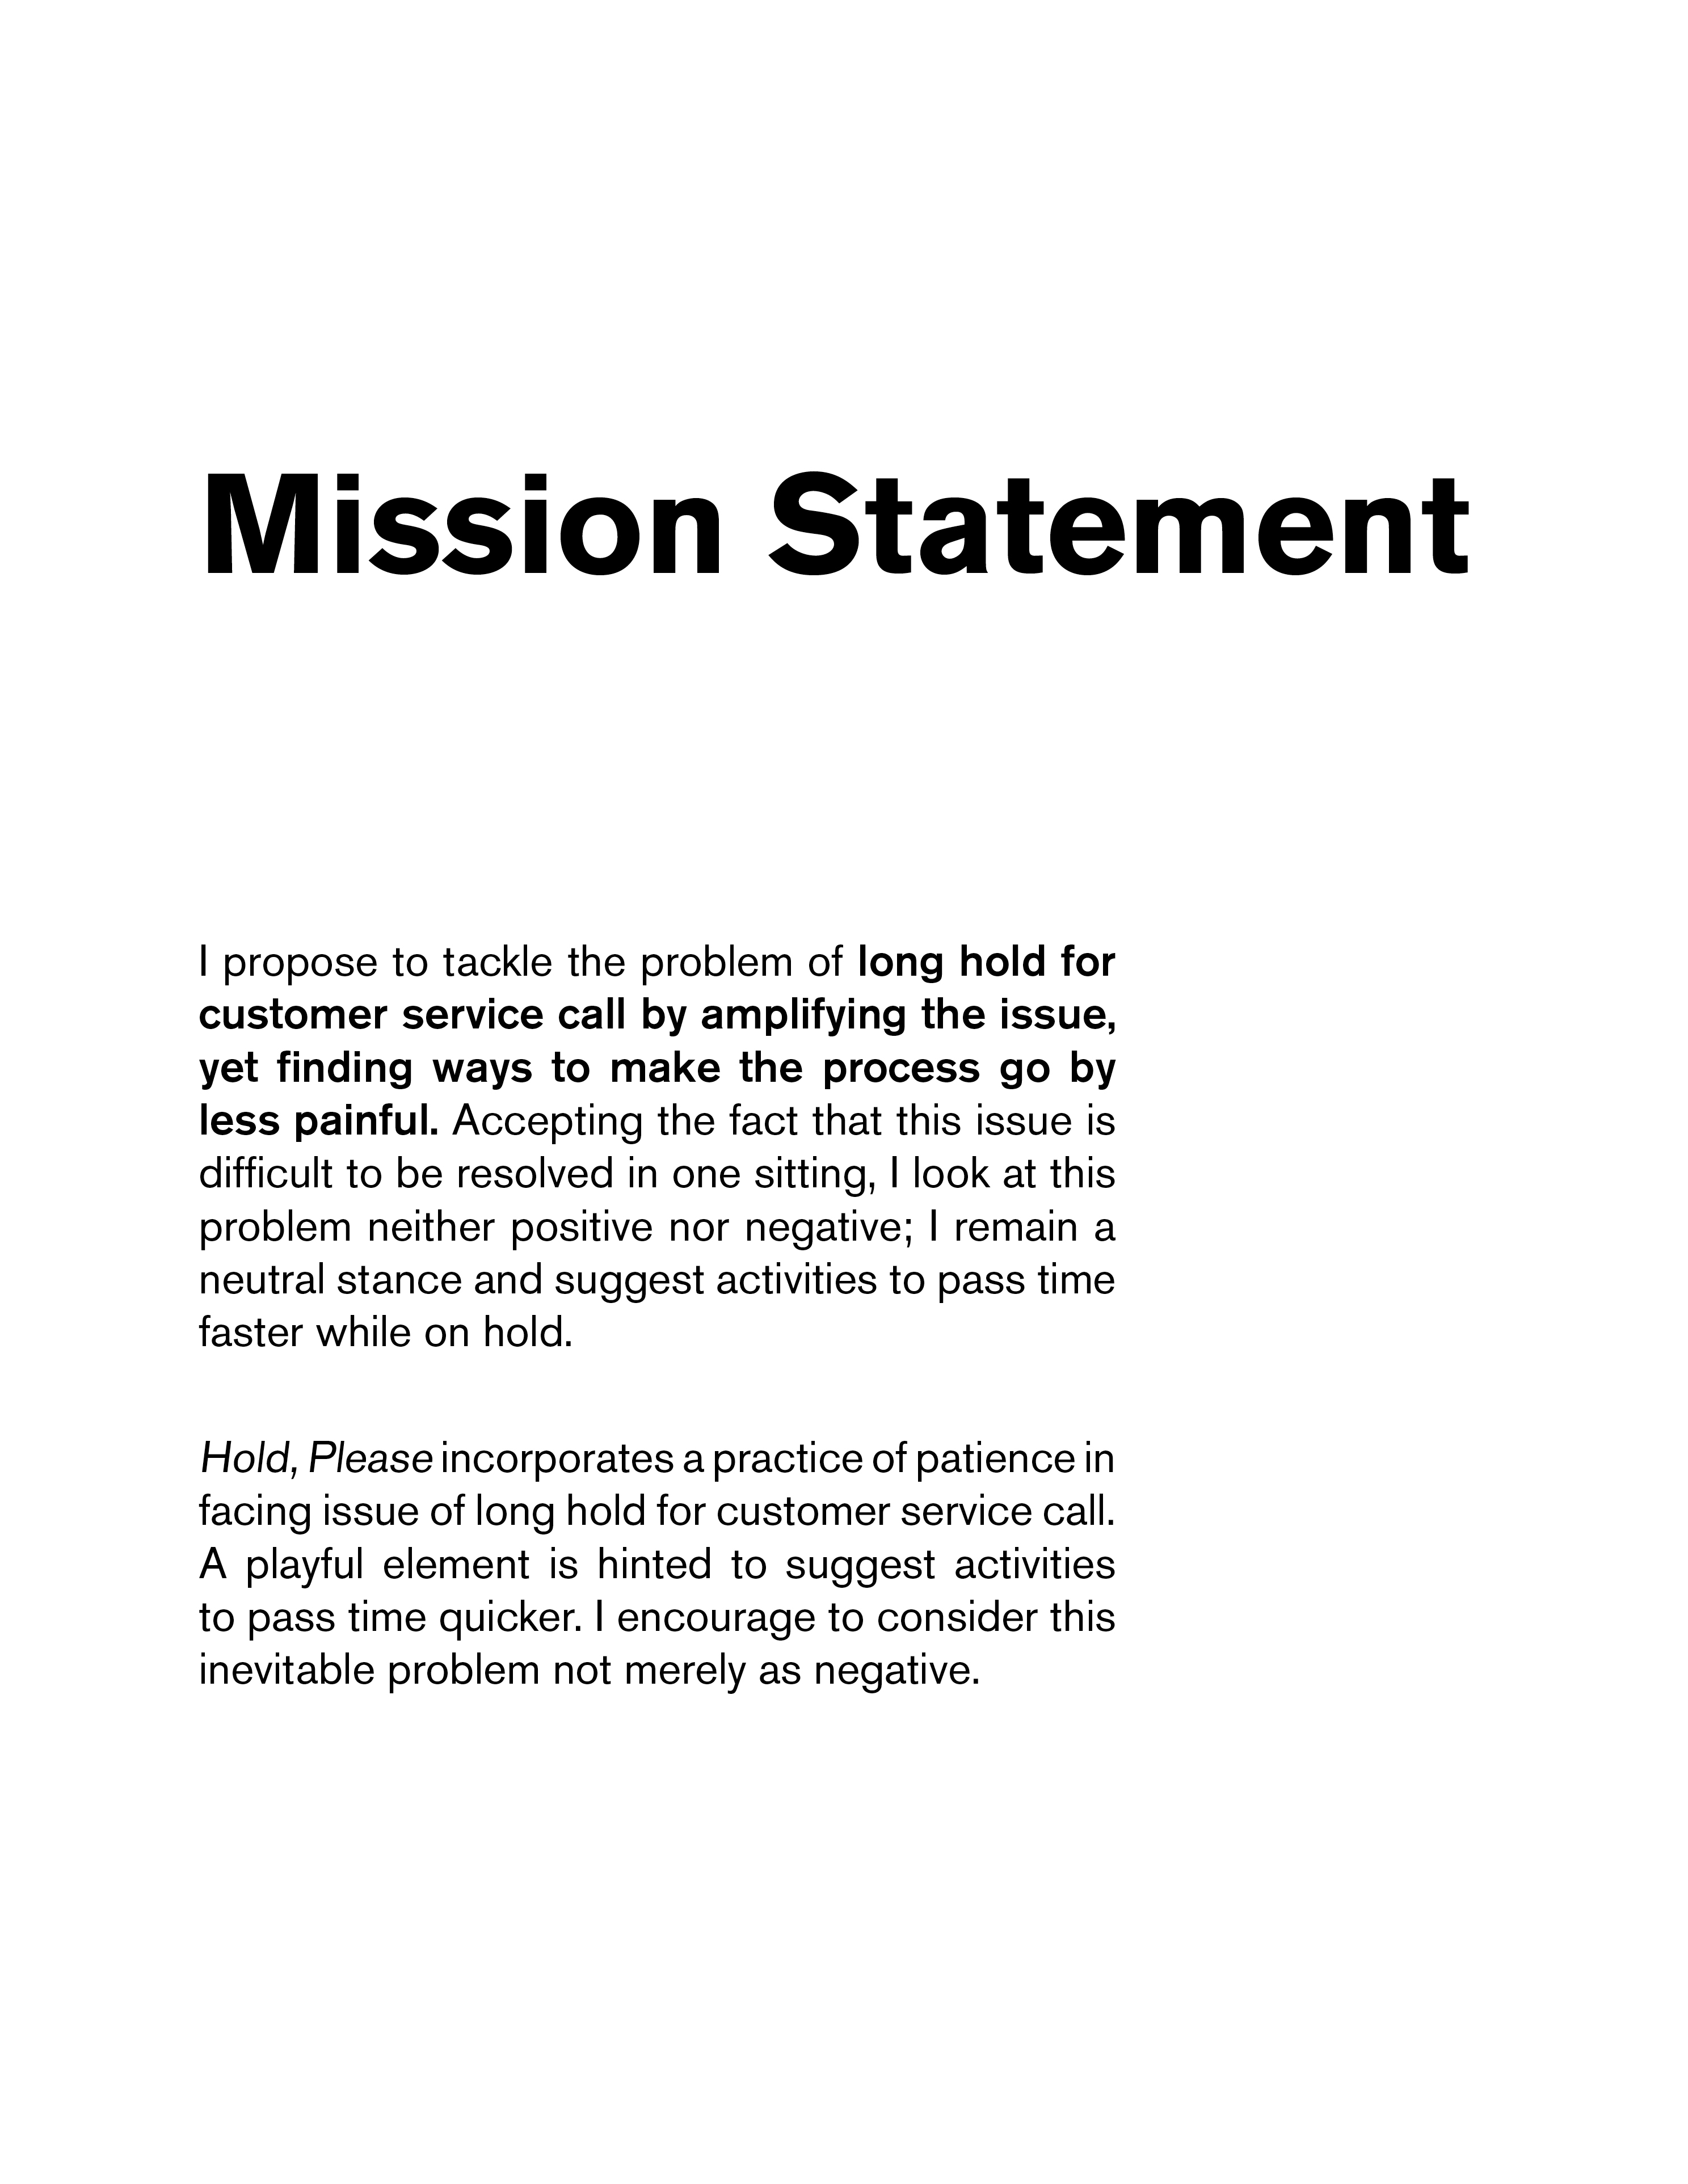 Mission Statement
I propose to tackle the problem of long hold for
customer service call by amplifying the issue,
yet finding ways to make the process go by
less painful. Accepting the fact that this issue is
difficult to be resolved in one sitting, I look at this
problem neither positive nor negative; I remain a
neutral stance and suggest activities to pass time
faster while on hold.
Hold, Please incorporates a practice of patience in
facing issue of long hold for customer service call.
A playful element is hinted to suggest activities
to pass time quicker. I encourage to consider this
inevitable problem not merely as negative.